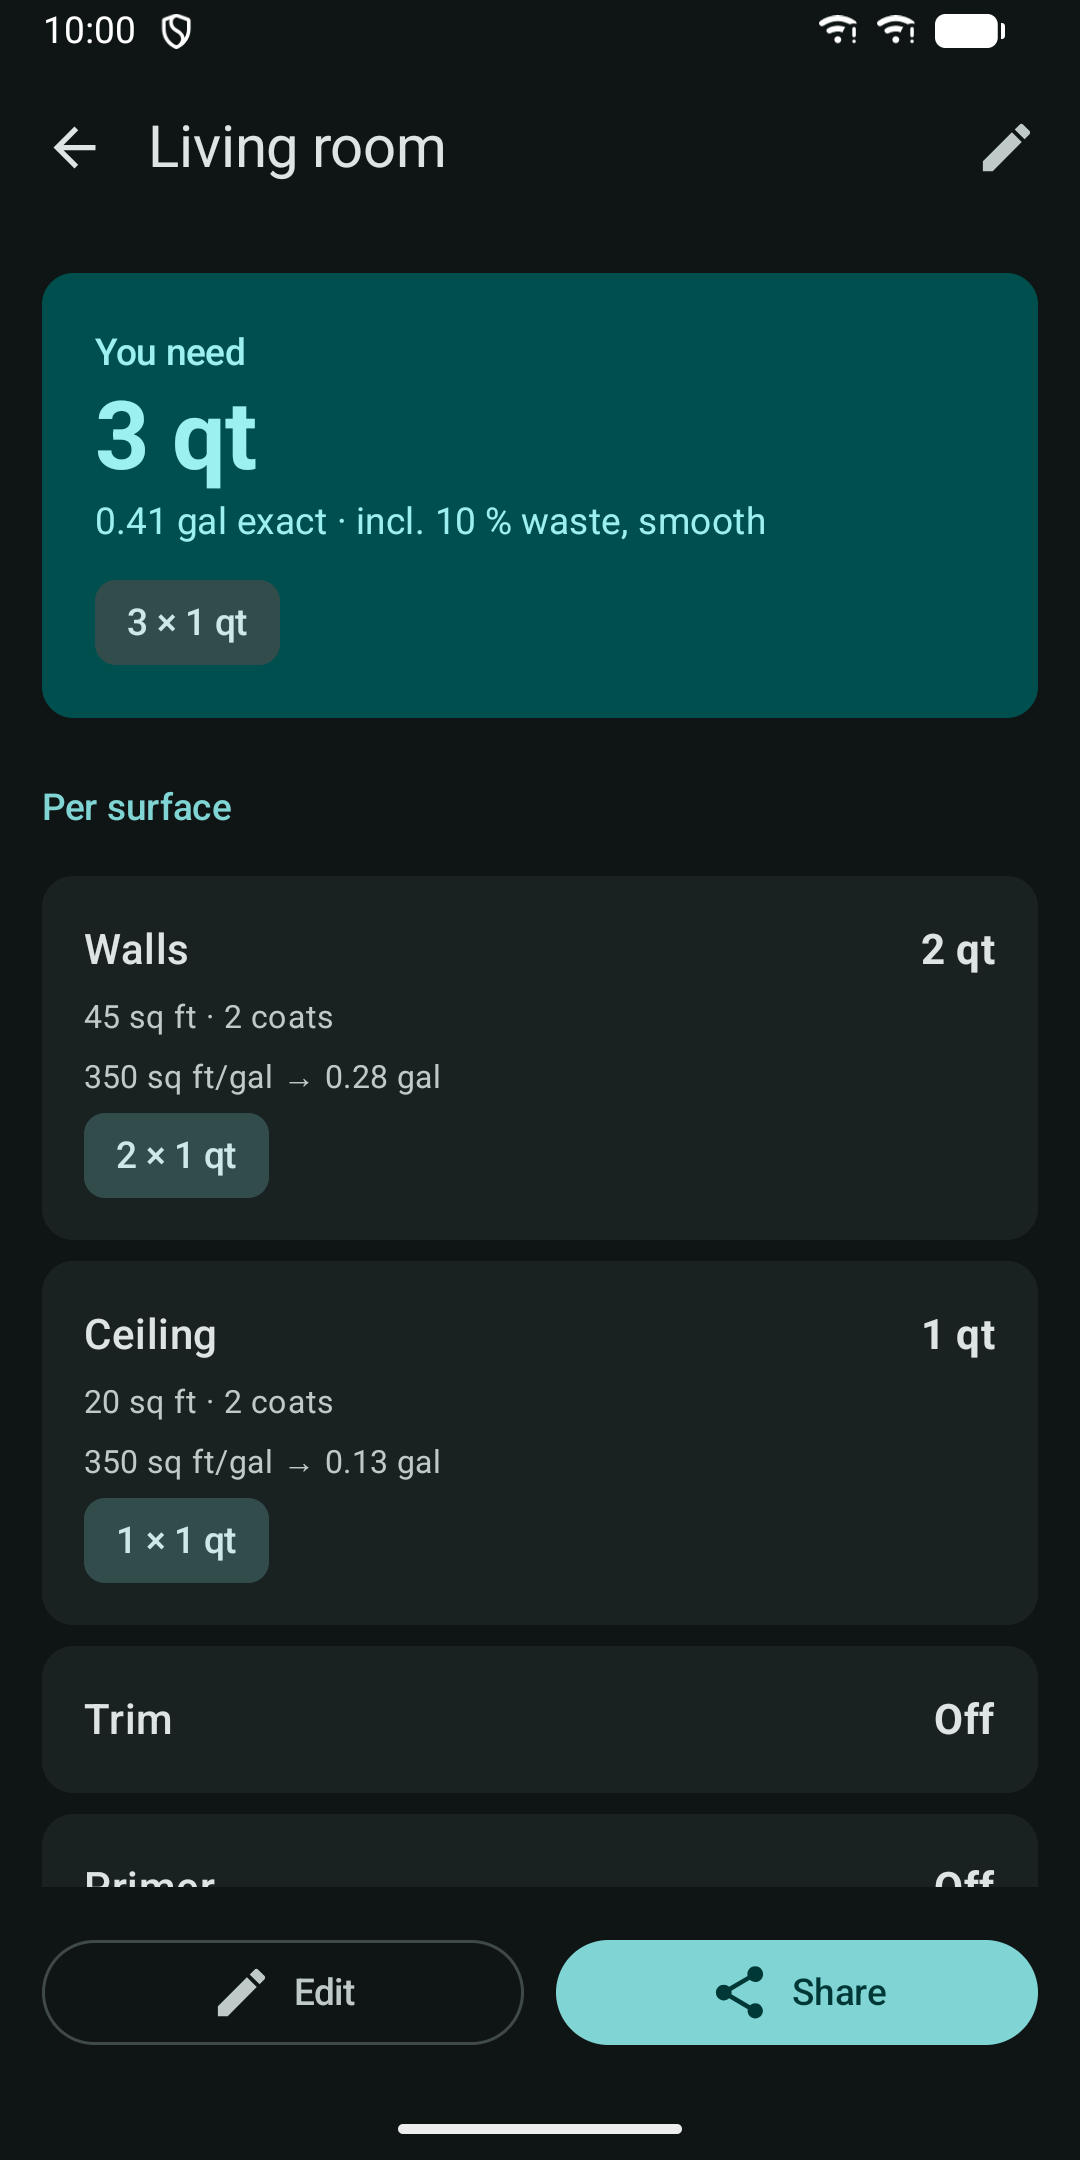 10:00
Living room
You need
3 qt
0.41 gal exact · incl. 10 % waste, smooth
3 × 1 qt
Per surface
Walls
2 qt
45 sq ft · 2 coats
350 sq ft/gal → 0.28 gal
2 × 1 qt
Ceiling
1 qt
20 sq ft · 2 coats
350 sq ft/gal → 0.13 gal
1 × 1 qt
Trim
Off
Primer
Off
Edit
Share